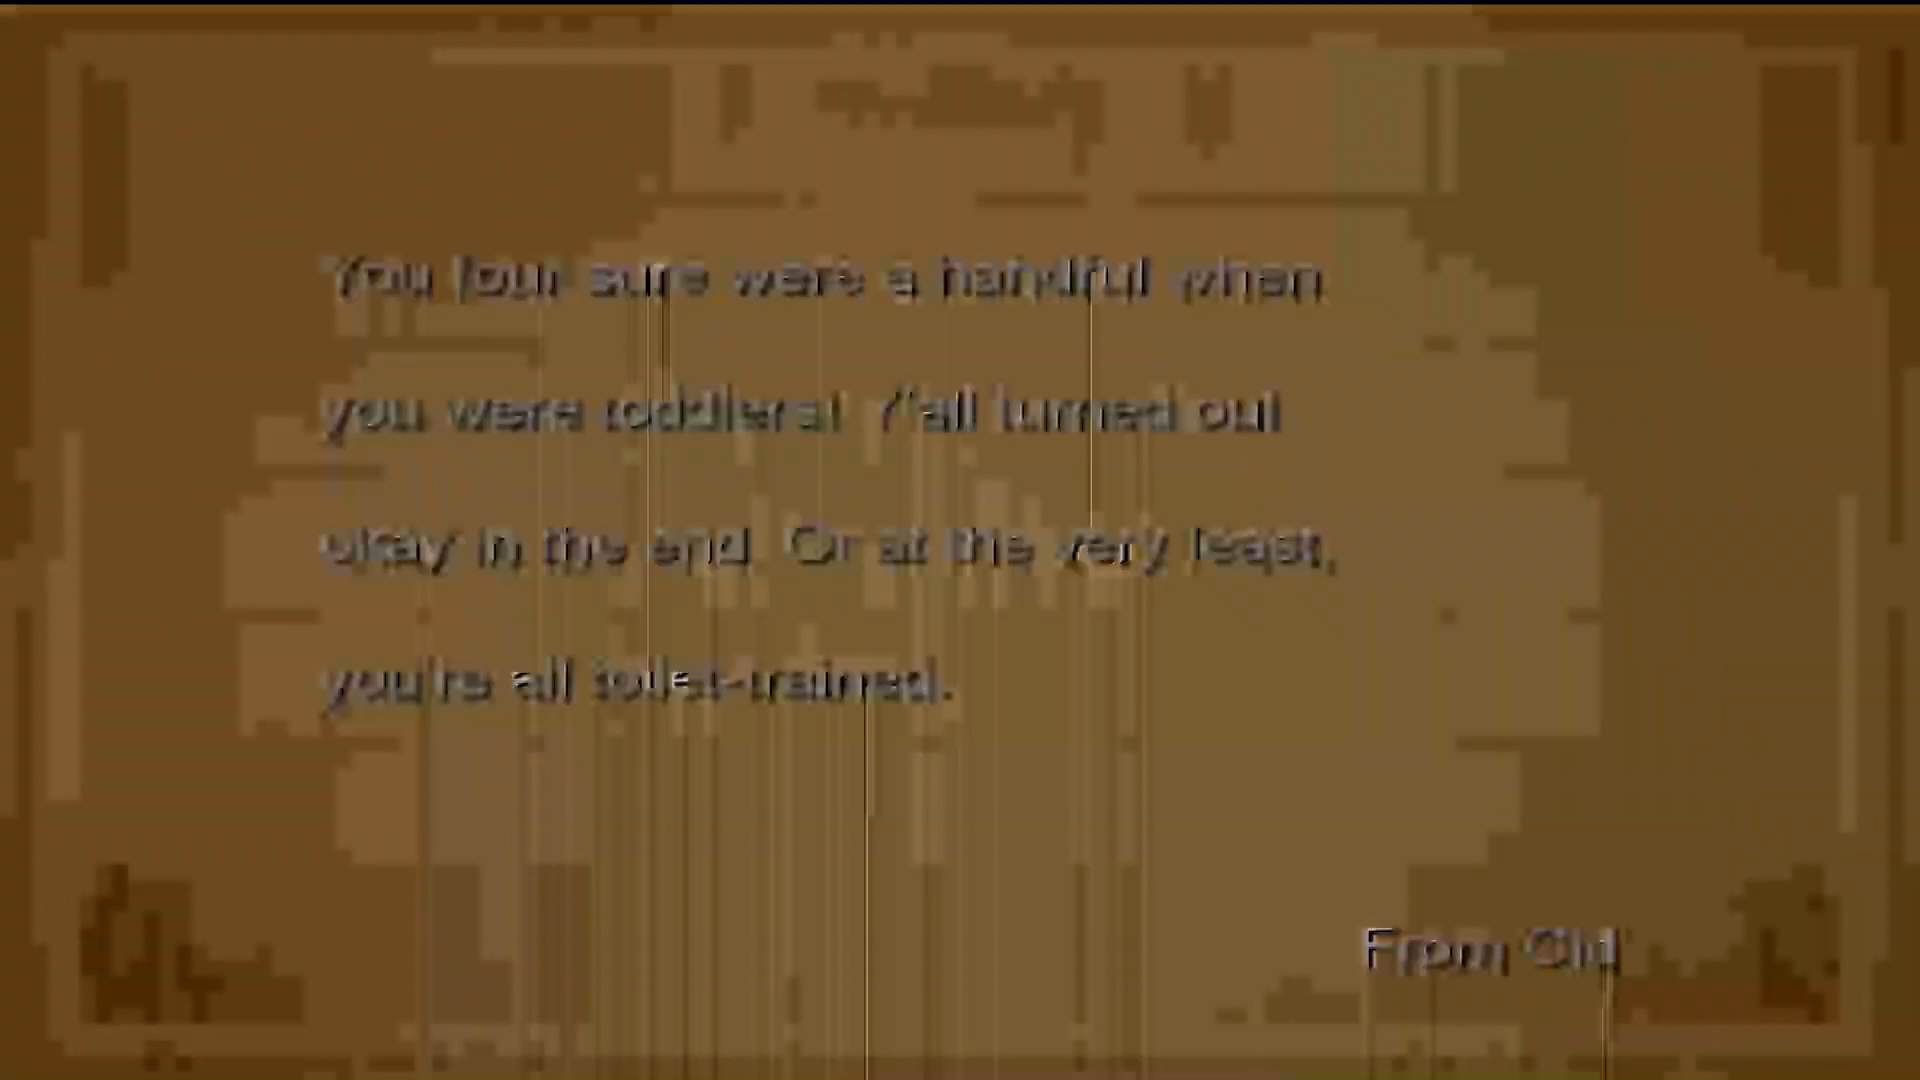 You four sure were a handful when
you were toddlers! Y'all turned out
okay in the end. Or at the very least,
you're all toilet-trained.
From Cid